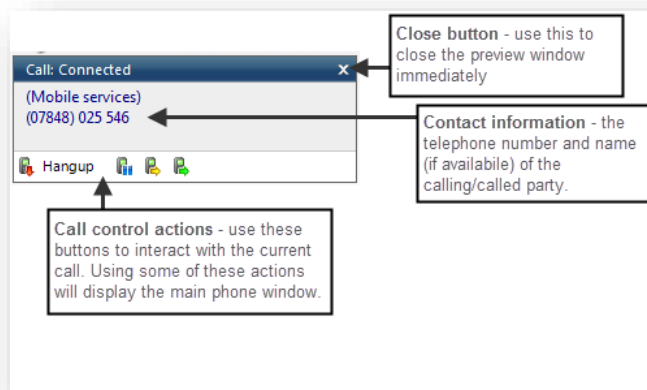 Close button - use this to
close the preview window
immediately
Call: Connected x
(Mobile services)
(07848) 025 546
Contact information - the
telephone number and name
(if availabile) of the
calling/called party.
Hangup
Call control actions - use these
buttons to interact with the current
call. Using some of these actions
will display the main phone window.